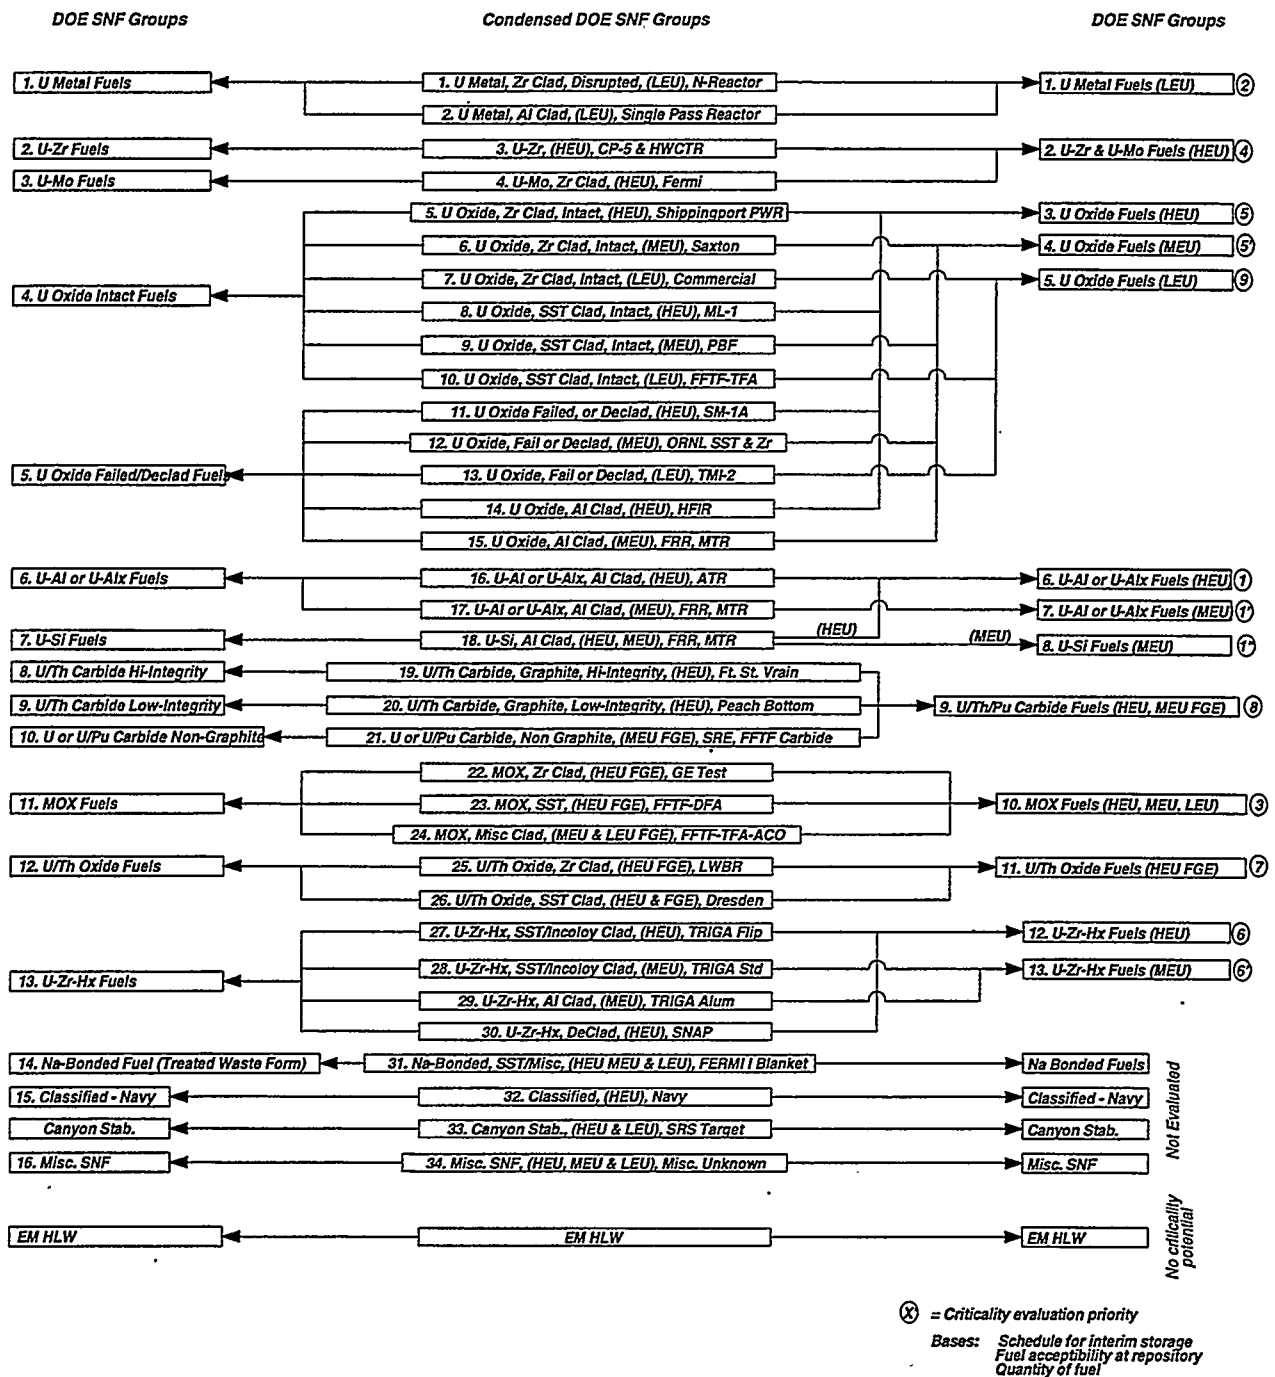 DOE SNF Groups
Condensed DOE SNF Groups
DOE SNF Groups
1. U Metal Fuels
1. U Metal, Zr Clad, Disrupted, (LEU), N-Reactor
1. U Metal Fuels (LEU)
2
2. U Metal, Al Clad, (LEU), Single Pass Reactor
2. U-Zr Fuels
3. U-Zr, (HEU), CP-5 & HWCTR
2. U-Zr & U-Mo Fuels (HEU)
4
3. U-Mo Fuels
4. U-Mo, Zr Clad, (HEU), Fermi
5. U Oxide, Zr Clad, Intact, (HEU), Shippingport PWR
3. U Oxide Fuels (HEU)
5
6. U Oxide, Zr Clad, Intact, (MEU), Saxton
4. U Oxide Fuels (MEU)
5'
7. U Oxide, Zr Clad, Intact, (LEU), Commercial
5. U Oxide Fuels (LEU)
9
4. U Oxide Intact Fuels
8. U Oxide, SST Clad, Intact, (HEU), ML-1
9. U Oxide, SST Clad, Intact, (MEU), PBF
10. U Oxide, SST Clad, Intact, (LEU), FFTF-TFA
11. U Oxide Failed, or Declad, (HEU), SM-1A
12. U Oxide, Fail or Declad, (MEU), ORNL SST & Zr
5. U Oxide Failed/Declad Fuels
13. U Oxide, Fail or Declad, (LEU), TMI-2
14. U Oxide, Al Clad, (HEU), HFIR
15. U Oxide, Al Clad, (MEU), FRR, MTR
6. U-Al or U-Alx Fuels
16. U-Al or U-Alx, Al Clad, (HEU), ATR
6. U-Al or U-Alx Fuels (HEU)
1
17. U-Al or U-Alx, Al Clad, (MEU), FRR, MTR
7. U-Al or U-Alx Fuels (MEU)
1'
7. U-Si Fuels
18. U-Si, Al Clad, (HEU, MEU), FRR, MTR
(HEU)
(MEU)
8. U-Si Fuels (MEU)
1"
8. U/Th Carbide Hi-Integrity
19. U/Th Carbide, Graphite, Hi-Integrity, (HEU), Ft. St. Vrain
9. U/Th Carbide Low-Integrity
20. U/Th Carbide, Graphite, Low-Integrity, (HEU), Peach Bottom
9. U/Th/Pu Carbide Fuels (HEU, MEU FGE)
8
10. U or U/Pu Carbide Non-Graphite
21. U or U/Pu Carbide, Non Graphite, (MEU FGE), SRE, FFTF Carbide
22. MOX, Zr Clad, (HEU FGE), GE Test
11. MOX Fuels
23. MOX, SST, (HEU FGE), FFTF-DFA
10. MOX Fuels (HEU, MEU, LEU)
3
24. MOX, Misc Clad, (MEU & LEU FGE), FFTF-TFA-ACO
12. U/Th Oxide Fuels
25. U/Th Oxide, Zr Clad, (HEU FGE), LWBR
11. U/Th Oxide Fuels (HEU FGE)
7
26. U/Th Oxide, SST Clad, (HEU & FGE), Dresden
27. U-Zr-Hx, SST/Incoloy Clad, (HEU), TRIGA Flip
12. U-Zr-Hx Fuels (HEU)
6
28. U-Zr-Hx, SST/Incoloy Clad, (MEU), TRIGA Std
13. U-Zr-Hx Fuels (MEU)
6'
13. U-Zr-Hx Fuels
29. U-Zr-Hx, Al Clad, (MEU), TRIGA Alum
30. U-Zr-Hx, DeClad, (HEU), SNAP
14. Na-Bonded Fuel (Treated Waste Form)
31. Na-Bonded, SST/Misc, (HEU MEU & LEU), FERMI I Blanket
Na Bonded Fuels
15. Classified - Navy
32. Classified, (HEU), Navy
Classified - Navy
Canyon Stab.
33. Canyon Stab., (HEU & LEU), SRS Target
Canyon Stab.
16. Misc. SNF
34. Misc. SNF, (HEU, MEU & LEU), Misc. Unknown
Misc. SNF
Not Evaluated
EM HLW
EM HLW
EM HLW
No criticality
potential
X = Criticality evaluation priority
Bases: Schedule for interim storage
Fuel acceptibility at repository
Quantity of fuel